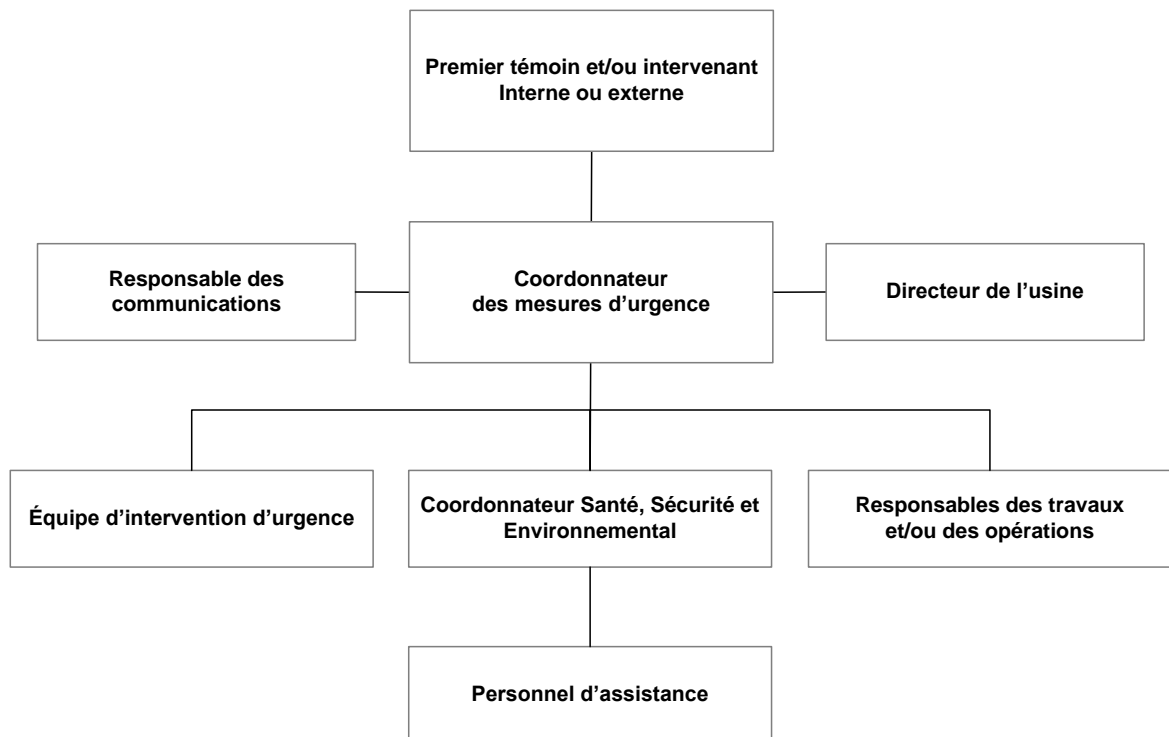 Premier témoin et/ou intervenant
Interne ou externe
Responsable des
communications
Coordonnateur
des mesures d’urgence
Directeur de l’usine
Équipe d’intervention d’urgence
Coordonnateur Santé, Sécurité et
Environnemental
Responsables des travaux
et/ou des opérations
Personnel d’assistance